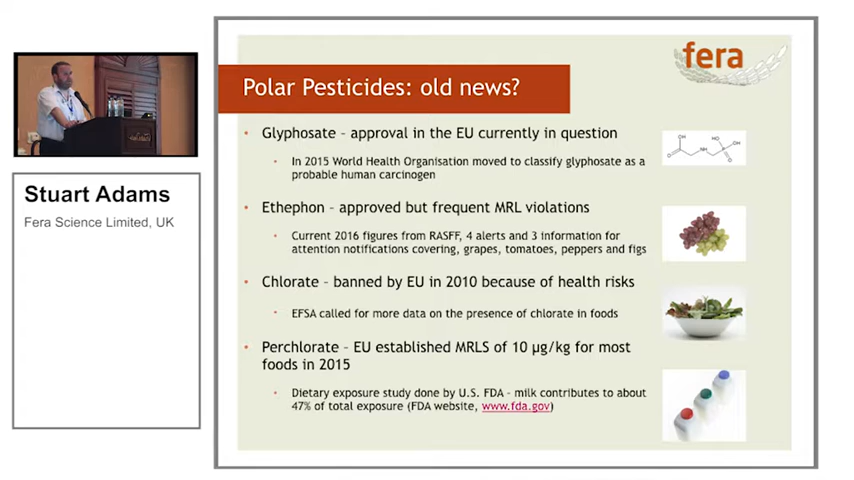 fera
Polar Pesticides: old news?
Stuart Adams
Fera Science Limited, UK
• Glyphosate – approval in the EU currently in question
• In 2015 World Health Organisation moved to classify glyphosate as a
probable human carcinogen
• Ethephon – approved but frequent MRL violations
• Current 2016 figures from RASFF, 4 alerts and 3 information for
attention notifications covering, grapes, tomatoes, peppers and figs
• Chlorate – banned by EU in 2010 because of health risks
• EFSA called for more data on the presence of chlorate in foods
• Perchlorate – EU established MRLS of 10 µg/kg for most
foods in 2015
• Dietary exposure study done by U.S. FDA – milk contributes to about
47% of total exposure (FDA website, www.fda.gov)
OH
O
NH
HO
P
OH
O